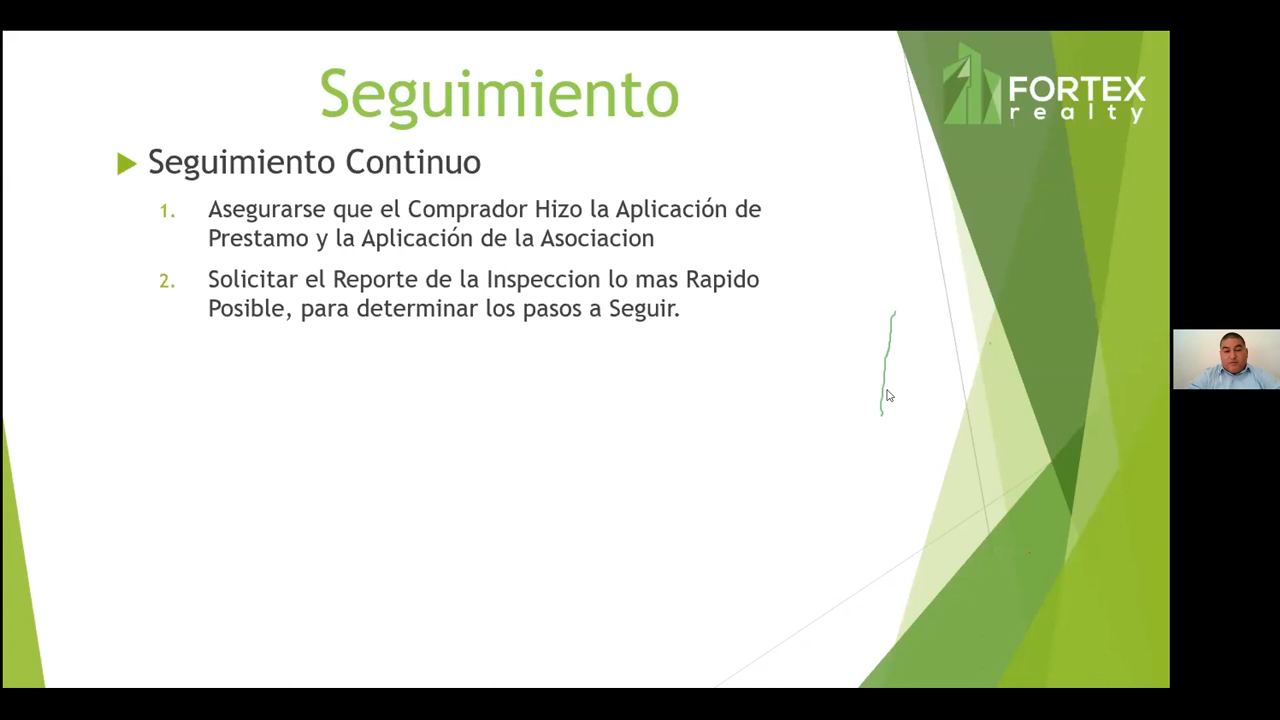 Seguimiento
FORTEX
realty
Seguimiento Continuo
1. Asegurarse que el Comprador Hizo la Aplicación de
Prestamo y la Aplicación de la Asociacion
2. Solicitar el Reporte de la Inspeccion lo mas Rapido
Posible, para determinar los pasos a Seguir.